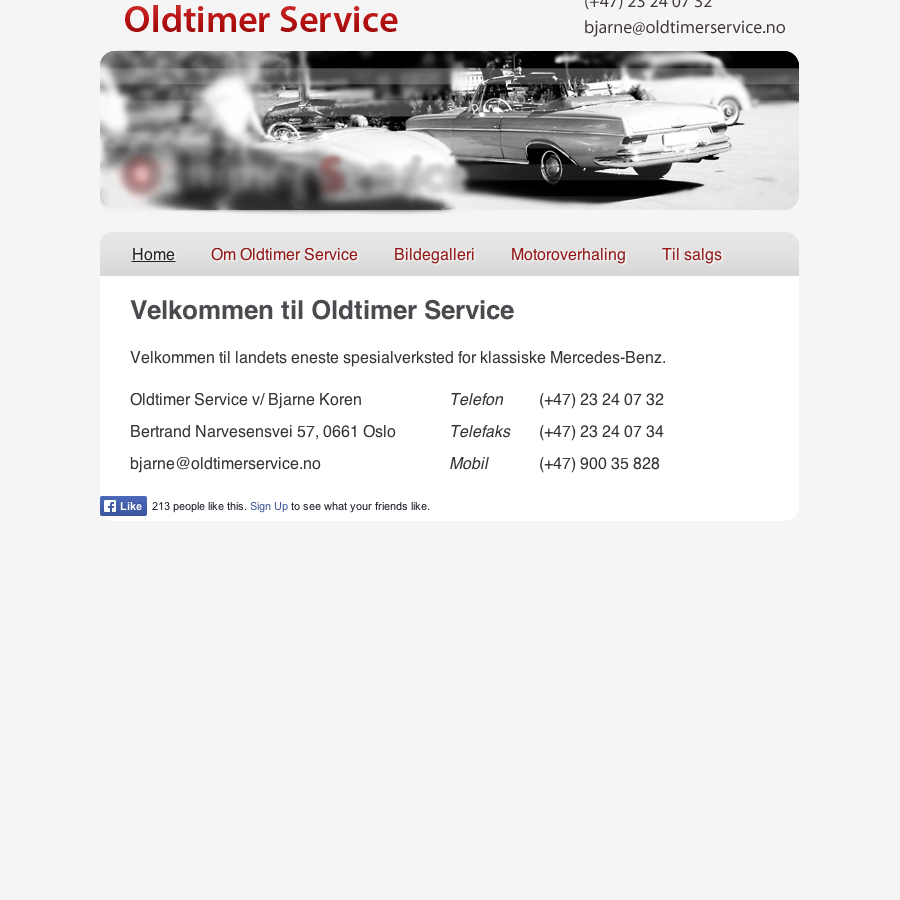 Oldtimer Service
(+47) 23 24 07 32
bjarne@oldtimerservice.no
Home
Om Oldtimer Service
Bildegalleri
Motoroverhaling
Til salgs
Velkommen til Oldtimer Service
Velkommen til landets eneste spesialverksted for klassiske Mercedes-Benz.
Oldtimer Service v/ Bjarne Koren Telefon (+47) 23 24 07 32
Bertrand Narvesensvei 57, 0661 Oslo Telefaks (+47) 23 24 07 34
bjarne@oldtimerservice.no Mobil (+47) 900 35 828
Like 213 people like this. Sign Up to see what your friends like.